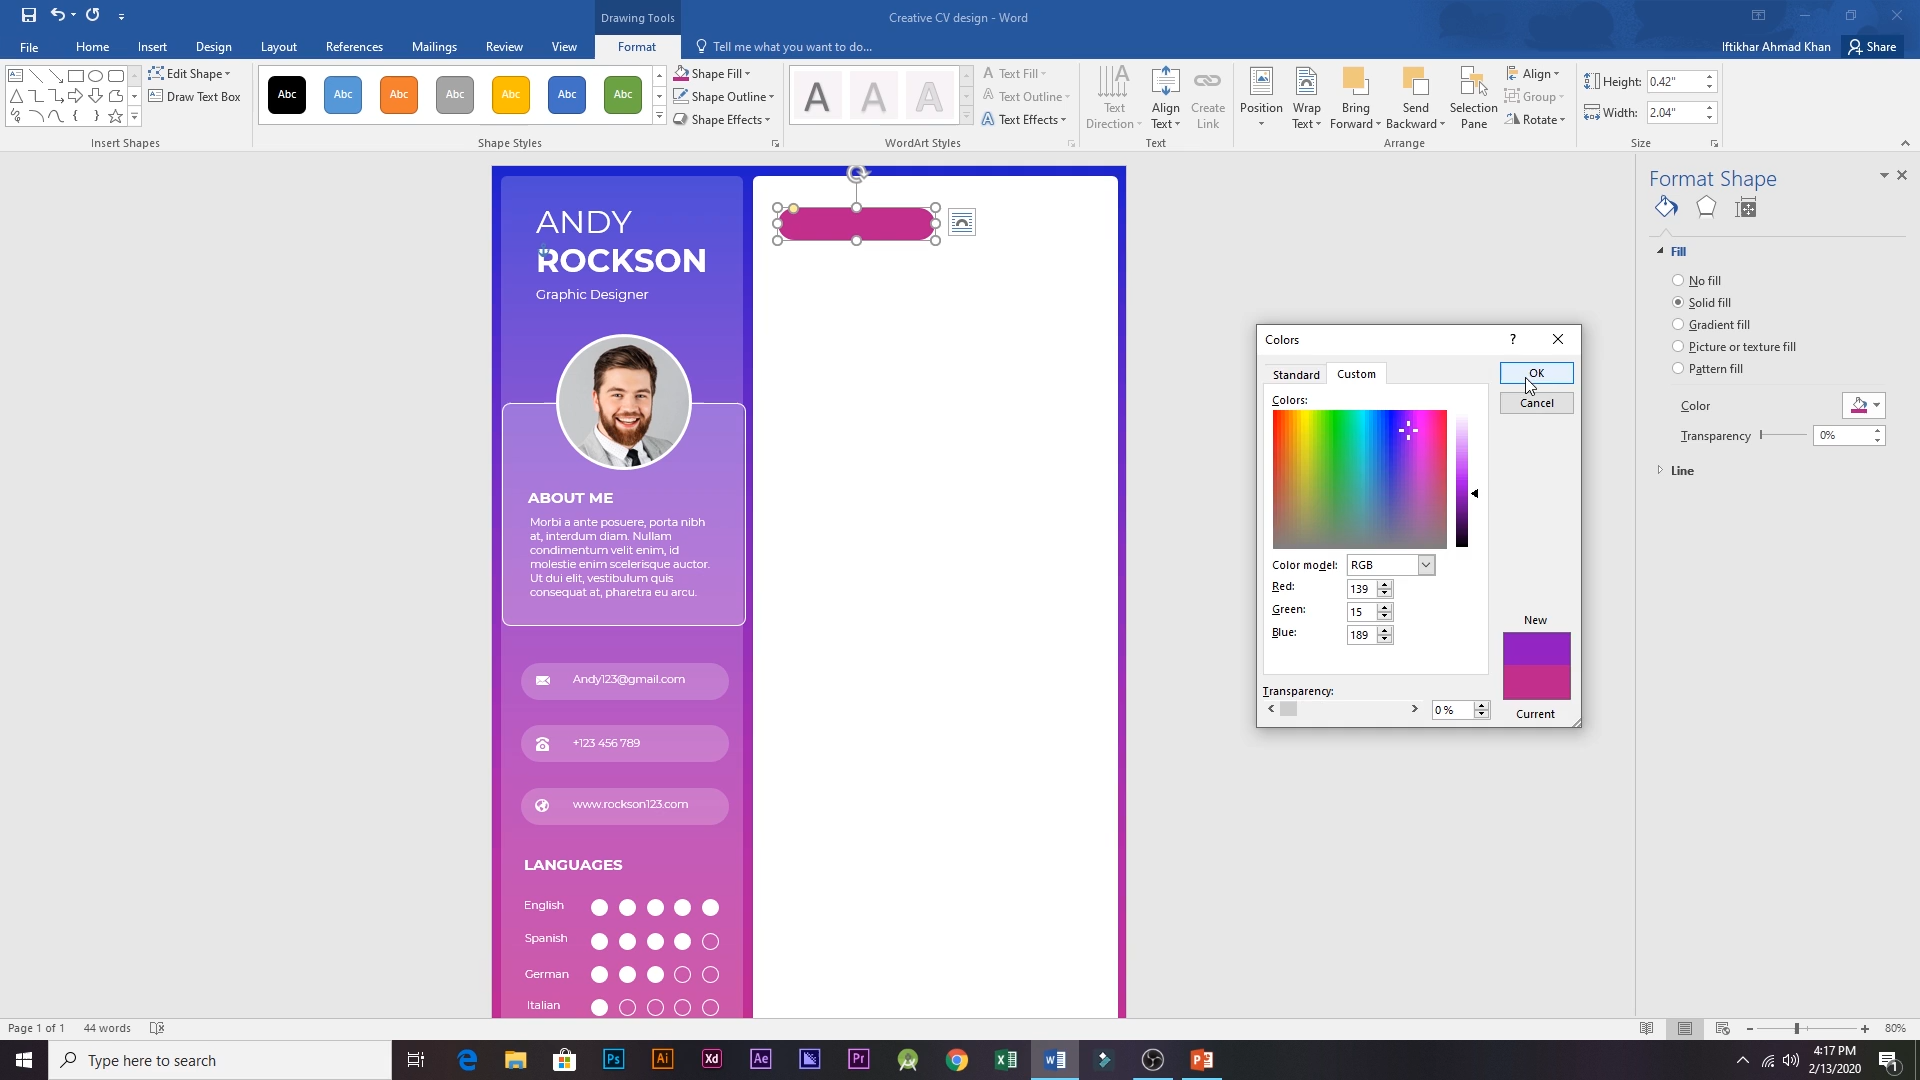 Drawing Tools
Creative CV design - Word
File
Home
Insert
Design
Layout
References
Mailings
Review
View
Format
Tell me what you want to do...
Iftikhar Ahmad Khan
Share
Edit Shape
Draw Text Box
Insert Shapes
Abc
Abc
Abc
Abc
Abc
Abc
Abc
Shape Styles
Shape Fill
Shape Outline
Shape Effects
A
A
A
WordArt Styles
Text Fill
Text Outline
Text Effects
Text
Direction
Align
Text
Create
Link
Text
Position
Wrap
Text
Bring
Forward
Send
Backward
Selection
Pane
Align
Group
Rotate
Arrange
Height:
0.42"
Width:
2.04"
Size
ANDY
ROCKSON
Graphic Designer
ABOUT ME
Morbi a ante posuere, porta nibh
at, interdum diam. Nullam
condimentum velit enim, id
molestie enim scelerisque auctor.
Ut dui elit, vestibulum quis
consequat at, pharetra eu arcu.
Andy123@gmail.com
+123 456 789
www.rockson123.com
LANGUAGES
English
Spanish
German
Italian
Colors
?
Standard
Custom
OK
Cancel
Colors:
Color model:
RGB
Red:
139
Green:
15
Blue:
189
New
Current
Transparency:
0 %
Format Shape
Fill
No fill
Solid fill
Gradient fill
Picture or texture fill
Pattern fill
Color
Transparency
0%
Line
Page 1 of 1
44 words
80%
Type here to search
Ps
Ai
Xd
Ae
Pr
4:17 PM
2/13/2020
1